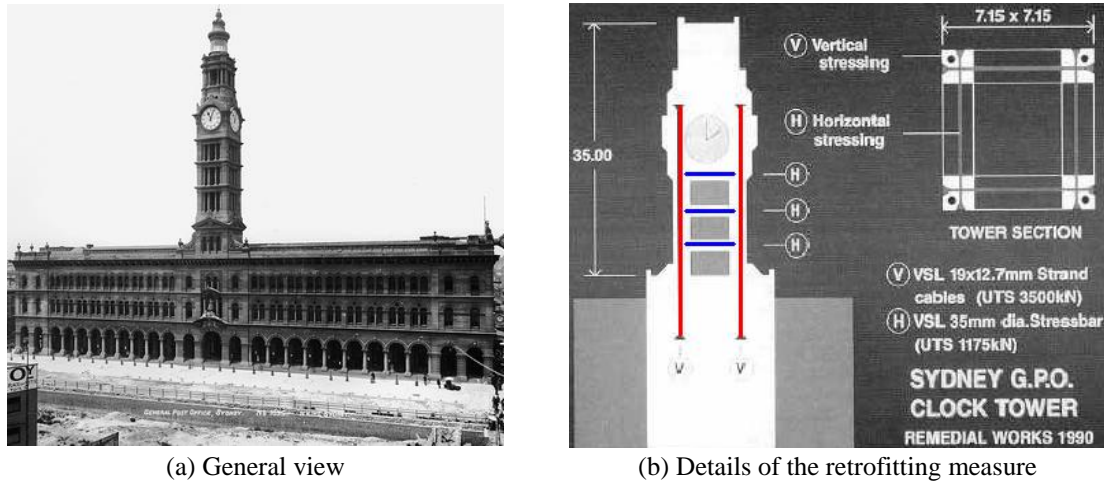 OY
GENERAL POST OFFICE, SYDNEY.
7.15 x 7.15
V Vertical
stressing
H Horizontal
stressing
35.00
H
H
H
TOWER SECTION
V VSL 19x12.7mm Strand
cables (UTS 3500kN)
H VSL 35mm dia.Stressbar
(UTS 1175kN)
V V
SYDNEY G.P.O.
CLOCK TOWER
REMEDIAL WORKS 1990
(a) General view
(b) Details of the retrofitting measure